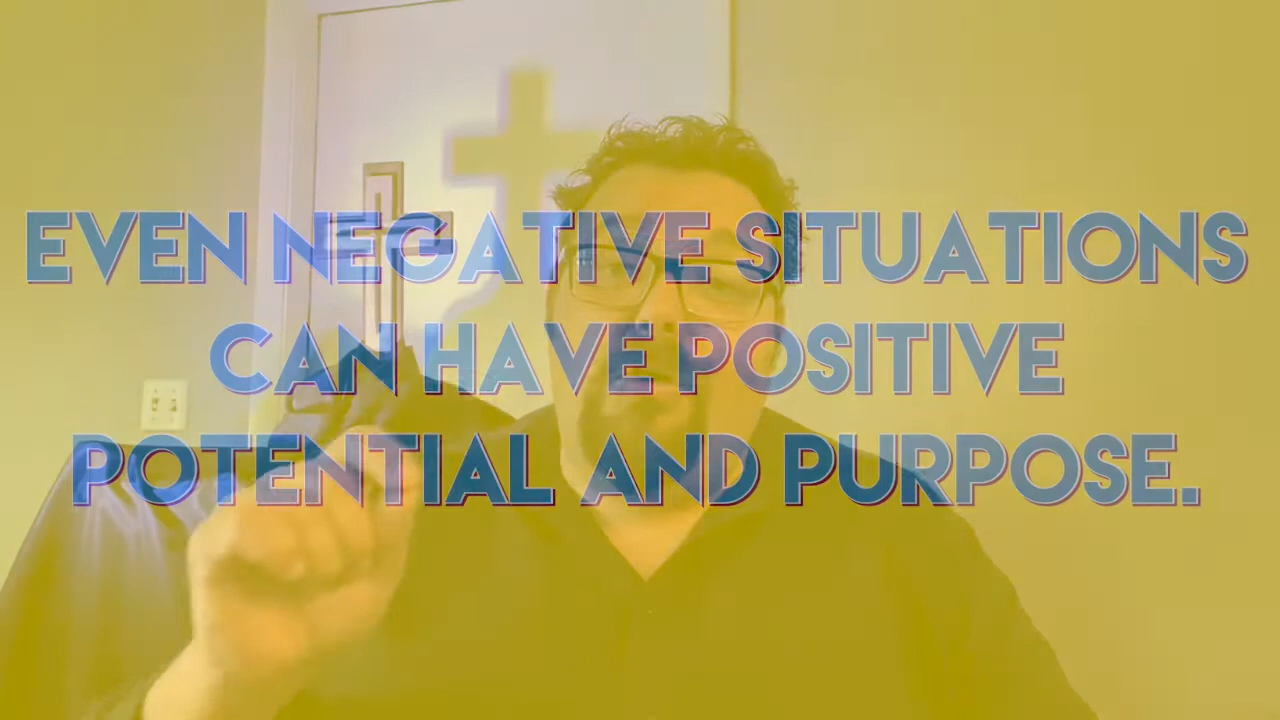 EVEN NEGATIVE SITUATIONS
CAN HAVE POSITIVE
POTENTIAL AND PURPOSE.